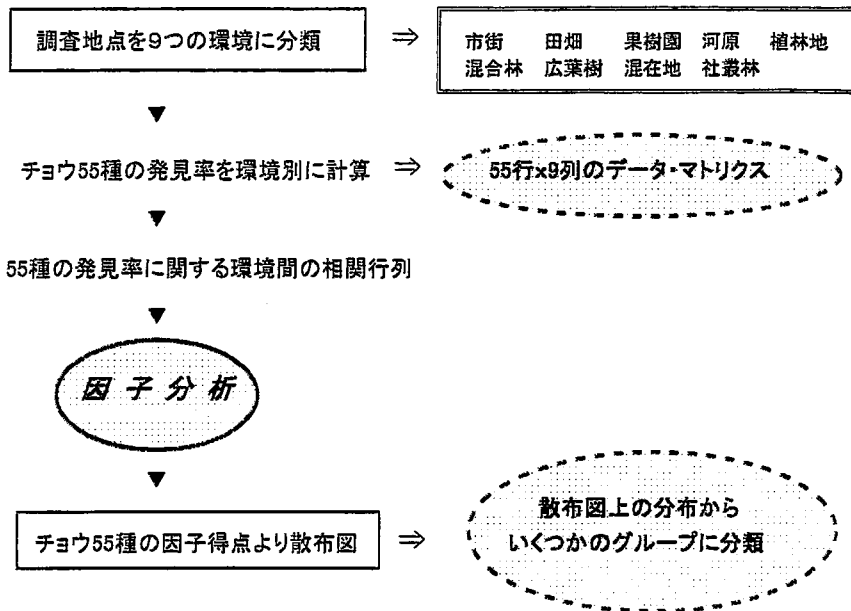 調査地点を9つの環境に分類
⇒
市街 田畑 果樹園 河原 植林地
混合林 広葉樹 混在地 社叢林
▼
チョウ55種の発見率を環境別に計算
⇒
55行x9列のデータ・マトリクス
▼
55種の発見率に関する環境間の相関行列
▼
因子分析
▼
チョウ55種の因子得点より散布図
⇒
散布図上の分布から
いくつかのグループに分類